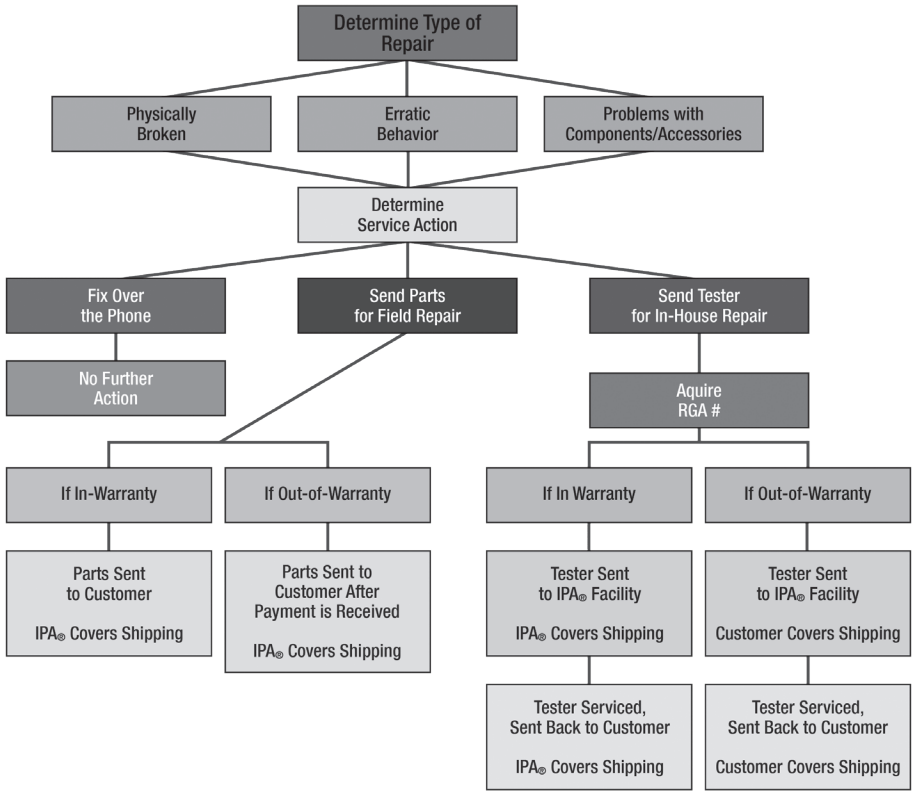 Determine Type of
Repair
Physically
Broken
Erratic
Behavior
Problems with
Components/Accessories
Determine
Service Action
Fix Over
the Phone
Send Parts
for Field Repair
Send Tester
for In-House Repair
No Further
Action
Aquire
RGA #
If In-Warranty
If Out-of-Warranty
If In Warranty
If Out-of-Warranty
Parts Sent
to Customer
IPA® Covers Shipping
Parts Sent to
Customer After
Payment is Received
IPA® Covers Shipping
Tester Sent
to IPA® Facility
IPA® Covers Shipping
Tester Sent
to IPA® Facility
Customer Covers Shipping
Tester Serviced,
Sent Back to Customer
IPA® Covers Shipping
Tester Serviced,
Sent Back to Customer
Customer Covers Shipping